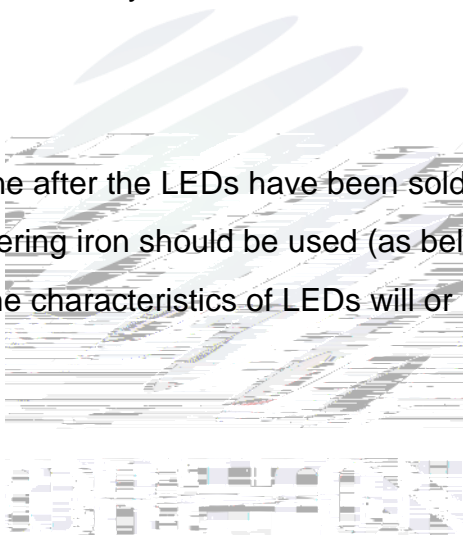 ne after the LEDs have been sold
ering iron should be used (as bel
ne characteristics of LEDs will or